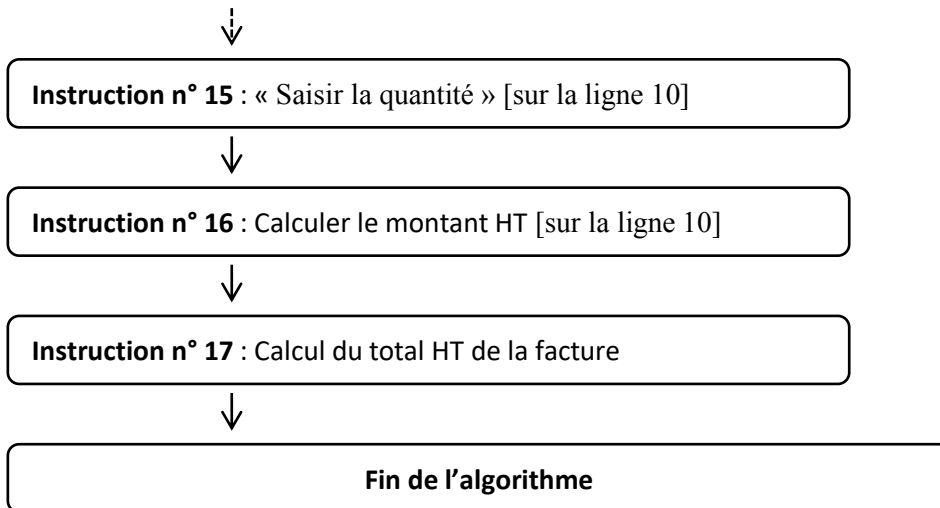 Instruction n° 15 : « Saisir la quantité » [sur la ligne 10]
Instruction n° 16 : Calculer le montant HT [sur la ligne 10]
Instruction n° 17 : Calcul du total HT de la facture
Fin de l’algorithme